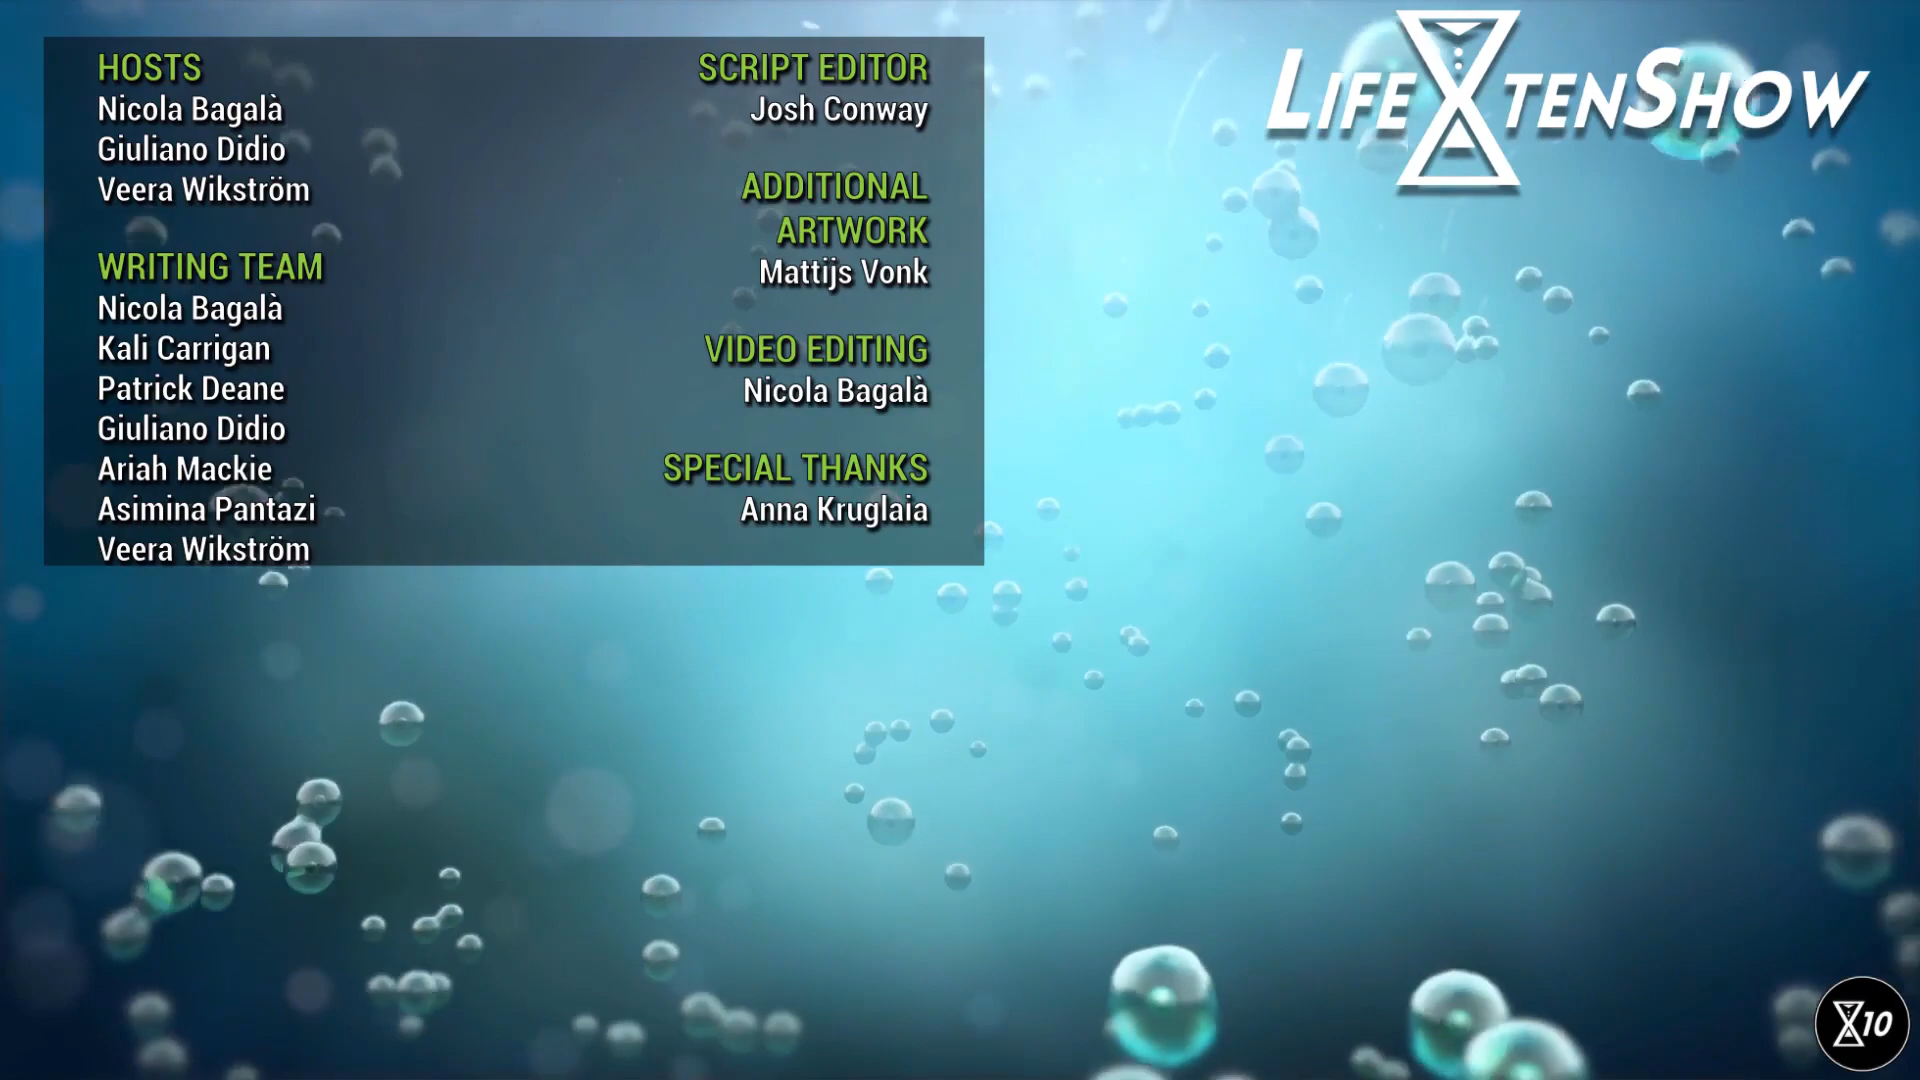 HOSTS
Nicola Bagalà
Giuliano Didio
Veera Wikström
WRITING TEAM
Nicola Bagalà
Kali Carrigan
Patrick Deane
Giuliano Didio
Ariah Mackie
Asimina Pantazi
Veera Wikström
SCRIPT EDITOR
Josh Conway
ADDITIONAL
ARTWORK
Mattijs Vonk
VIDEO EDITING
Nicola Bagalà
SPECIAL THANKS
Anna Kruglaia
LIFEXTENSHOW
X10